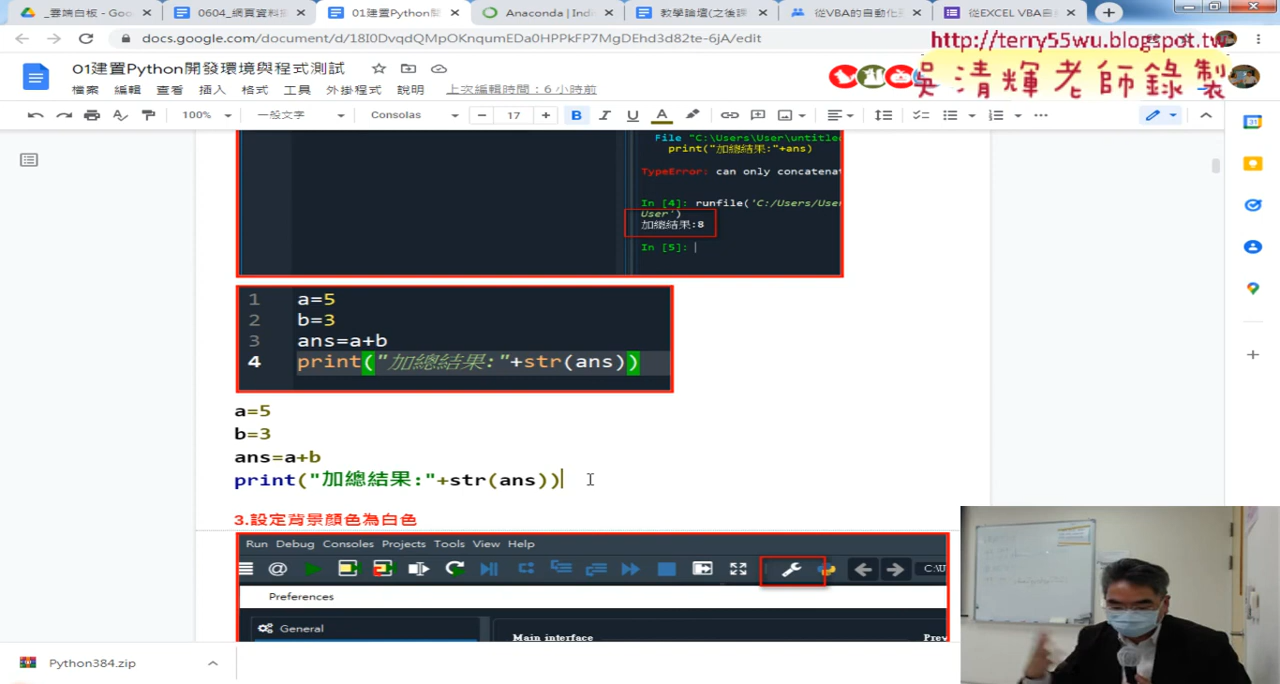 _雲端白板 - Goo
0604_網頁資料擷
01建置Python開
Anaconda | Indi
教學論壇(之後課
從VBA的自動化到
從EXCEL VBA自
docs.google.com/document/d/18I0DvqdQMpOKnqumEDa0HPPkFP7MgDEhd3d82te-6jA/edit
http://terry55wu.blogspot.tw
吳清輝老師錄製
01建置Python開發環境與程式測試
檔案 編輯 查看 插入 格式 工具 外掛程式 說明 上次編輯時間：6 小時前
100% 一般文字 Consolas 17 B I U A
File "C:\Users\User\untitle
print("加總結果:"+ans)
TypeError: can only concatena
In [4]: runfile('C:/Users/Use
User')
加總結果:8
In [5]:
1 a=5
2 b=3
3 ans=a+b
4 print("加總結果:"+str(ans))
a=5
b=3
ans=a+b
print("加總結果:"+str(ans))
3.設定背景顏色為白色
Run Debug Consoles Projects Tools View Help
C:\U
Preferences
General
Main interface
Prev
Python384.zip